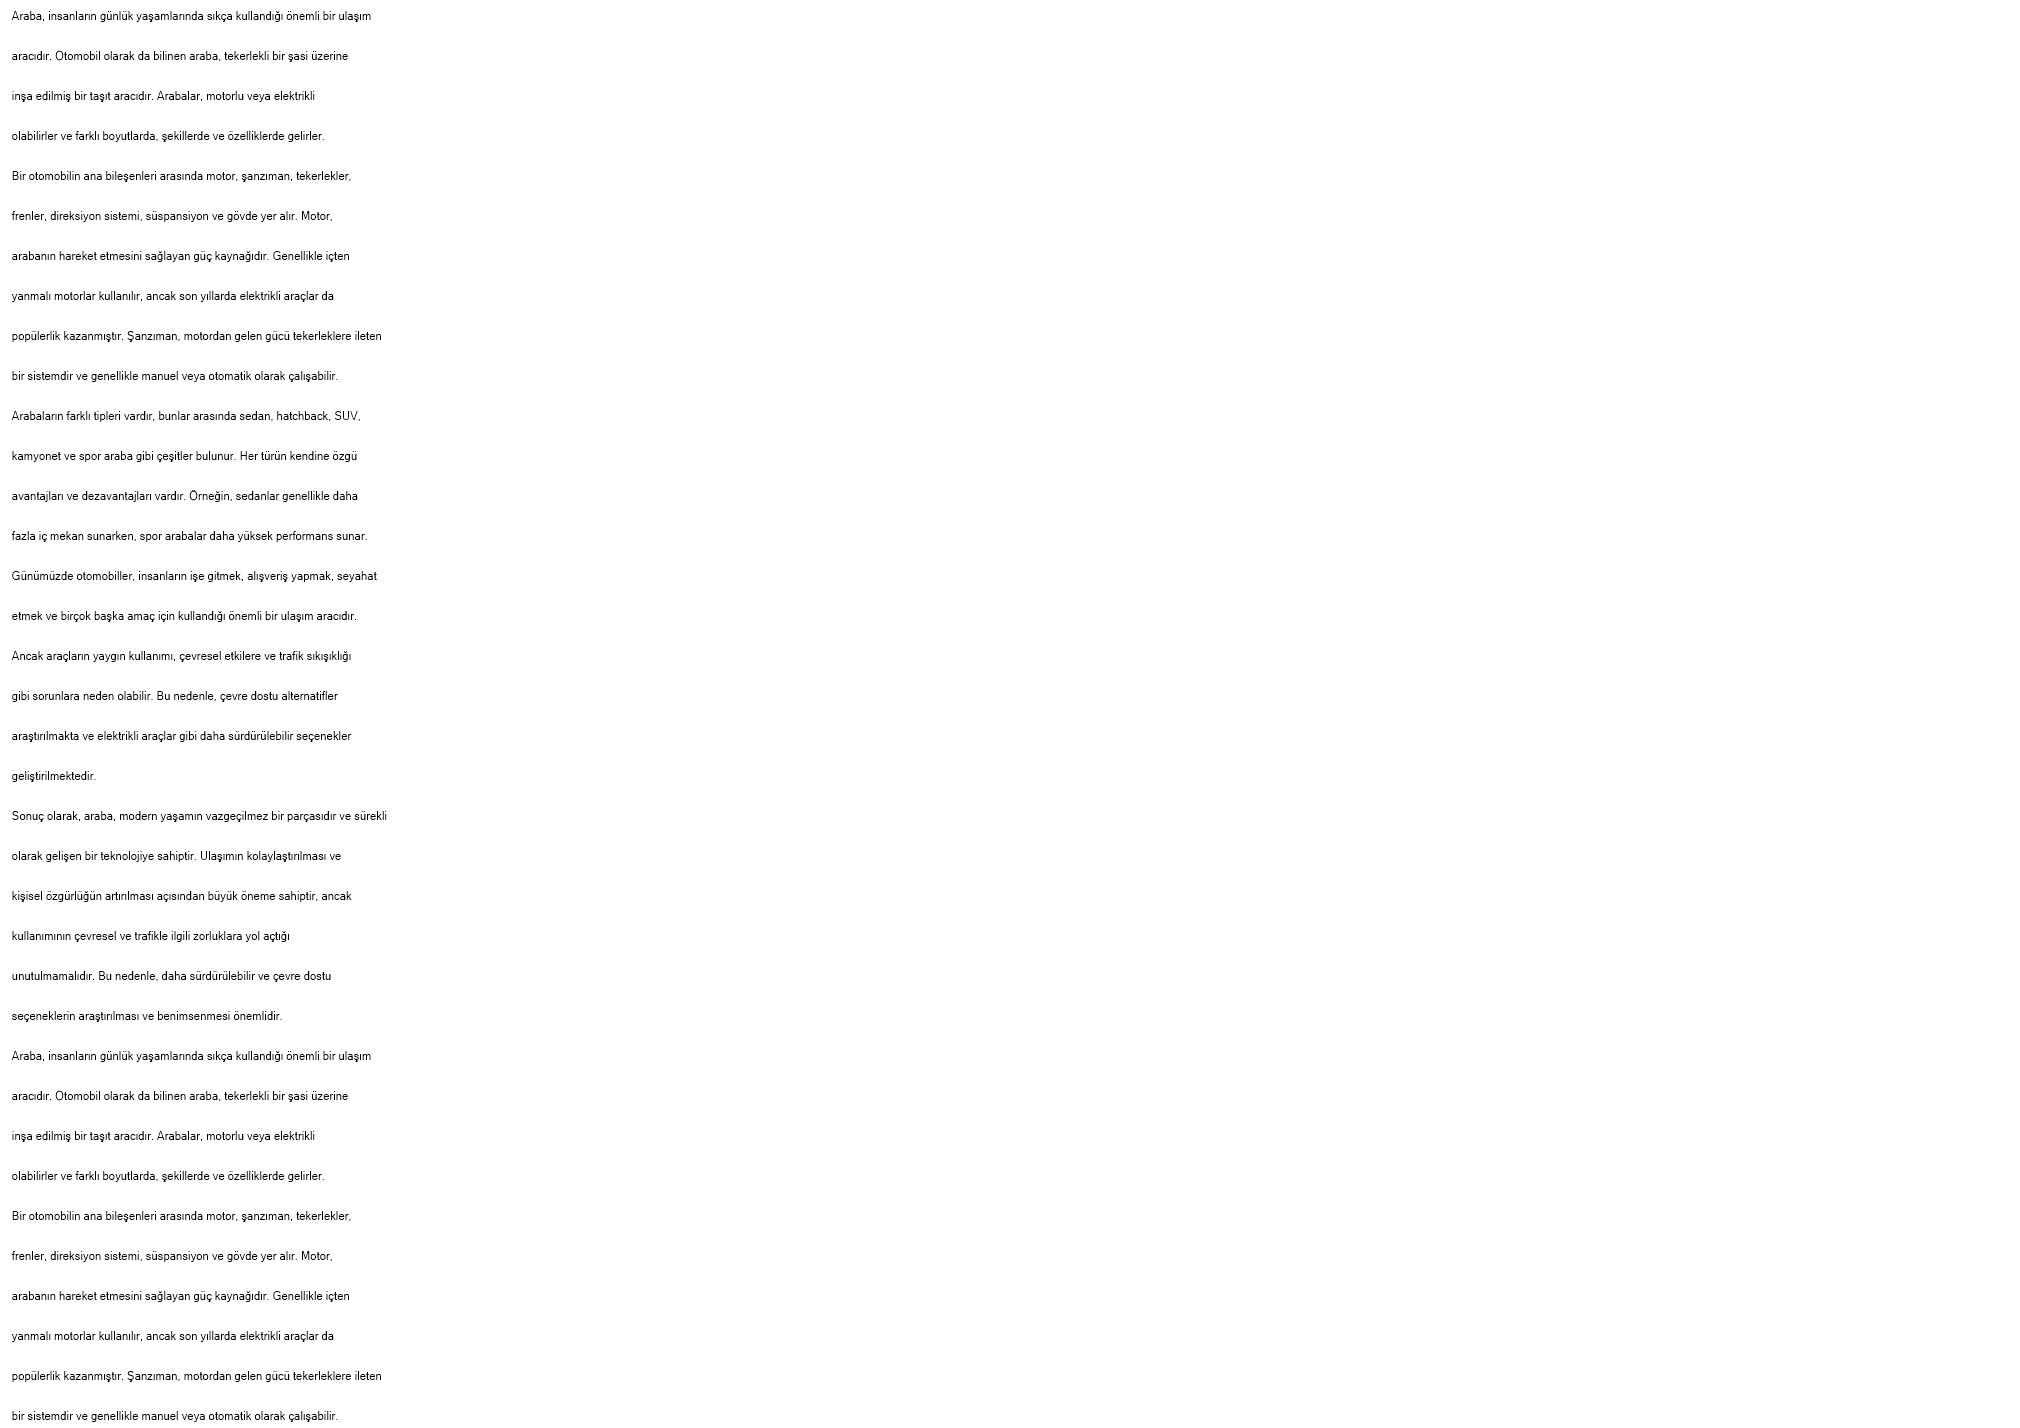 Araba, insanların günlük yaşamlarında sıkça kullandığı önemli bir ulaşım
aracıdır. Otomobil olarak da bilinen araba, tekerlekli bir şasi üzerine
inşa edilmiş bir taşıt aracıdır. Arabalar, motorlu veya elektrikli
olabilirler ve farklı boyutlarda, şekillerde ve özelliklerde gelirler.
Bir otomobilin ana bileşenleri arasında motor, şanzıman, tekerlekler,
frenler, direksiyon sistemi, süspansiyon ve gövde yer alır. Motor,
arabanın hareket etmesini sağlayan güç kaynağıdır. Genellikle içten
yanmalı motorlar kullanılır, ancak son yıllarda elektrikli araçlar da
popülerlik kazanmıştır. Şanzıman, motordan gelen gücü tekerleklere ileten
bir sistemdir ve genellikle manuel veya otomatik olarak çalışabilir.
Arabaların farklı tipleri vardır, bunlar arasında sedan, hatchback, SUV,
kamyonet ve spor araba gibi çeşitler bulunur. Her türün kendine özgü
avantajları ve dezavantajları vardır. Örneğin, sedanlar genellikle daha
fazla iç mekan sunarken, spor arabalar daha yüksek performans sunar.
Günümüzde otomobiller, insanların işe gitmek, alışveriş yapmak, seyahat
etmek ve birçok başka amaç için kullandığı önemli bir ulaşım aracıdır.
Ancak araçların yaygın kullanımı, çevresel etkilere ve trafik sıkışıklığı
gibi sorunlara neden olabilir. Bu nedenle, çevre dostu alternatifler
araştırılmakta ve elektrikli araçlar gibi daha sürdürülebilir seçenekler
geliştirilmektedir.
Sonuç olarak, araba, modern yaşamın vazgeçilmez bir parçasıdır ve sürekli
olarak gelişen bir teknolojiye sahiptir. Ulaşımın kolaylaştırılması ve
kişisel özgürlüğün artırılması açısından büyük öneme sahiptir, ancak
kullanımının çevresel ve trafikle ilgili zorluklara yol açtığı
unutulmamalıdır. Bu nedenle, daha sürdürülebilir ve çevre dostu
seçeneklerin araştırılması ve benimsenmesi önemlidir.
Araba, insanların günlük yaşamlarında sıkça kullandığı önemli bir ulaşım
aracıdır. Otomobil olarak da bilinen araba, tekerlekli bir şasi üzerine
inşa edilmiş bir taşıt aracıdır. Arabalar, motorlu veya elektrikli
olabilirler ve farklı boyutlarda, şekillerde ve özelliklerde gelirler.
Bir otomobilin ana bileşenleri arasında motor, şanzıman, tekerlekler,
frenler, direksiyon sistemi, süspansiyon ve gövde yer alır. Motor,
arabanın hareket etmesini sağlayan güç kaynağıdır. Genellikle içten
yanmalı motorlar kullanılır, ancak son yıllarda elektrikli araçlar da
popülerlik kazanmıştır. Şanzıman, motordan gelen gücü tekerleklere ileten
bir sistemdir ve genellikle manuel veya otomatik olarak çalışabilir.